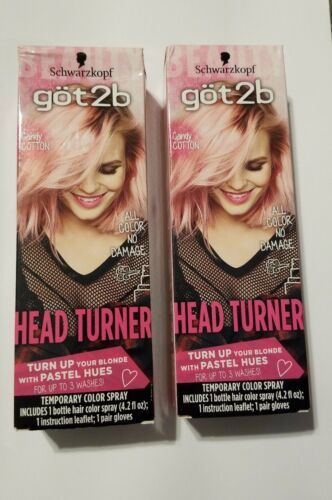 Schwarzkopf
göt2b
Candy
COTTON
ALL
COLOR
NO
DAMAGE
HEAD TURNER
TURN UP YOUR BLONDE
WITH PASTEL HUES
FOR UP TO 3 WASHES!
TEMPORARY COLOR SPRAY
INCLUDES 1 bottle hair color spray (4.2 fl oz);
1 instruction leaflet; 1 pair gloves
Schwarzkopf
göt2b
Candy
COTTON
ALL
COLOR
NO
DAMAGE
HEAD TURNER
TURN UP YOUR BLONDE
WITH PASTEL HUES
FOR UP TO 3 WASHES!
TEMPORARY COLOR SPRAY
INCLUDES 1 bottle hair color spray (4.2 fl oz);
1 instruction leaflet; 1 pair gloves